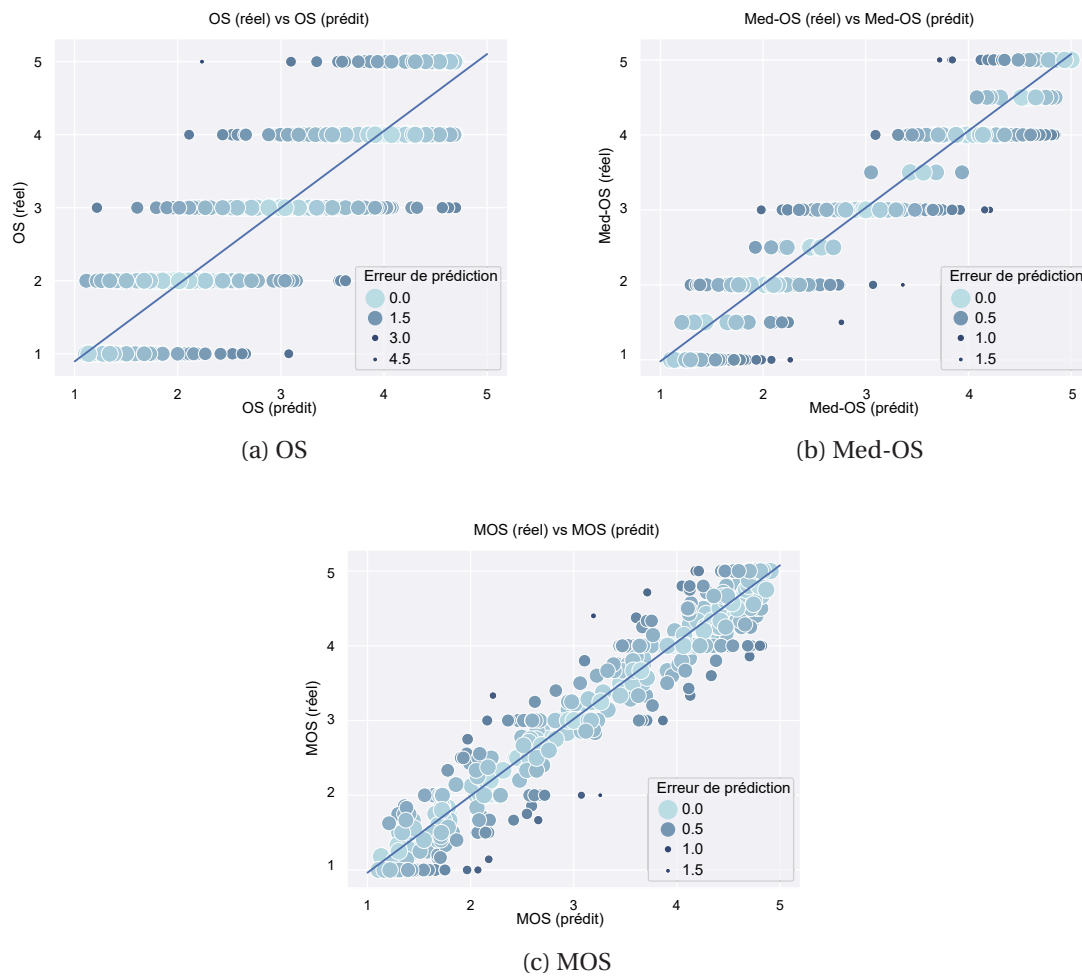 OS (réel) vs OS (prédit)
OS (réel)
5
4
3
2
1
1 2 3 4 5
OS (prédit)
Erreur de prédiction
0.0
1.5
3.0
4.5
(a) OS
Med-OS (réel) vs Med-OS (prédit)
Med-OS (réel)
5
4
3
2
1
1 2 3 4 5
Med-OS (prédit)
Erreur de prédiction
0.0
0.5
1.0
1.5
(b) Med-OS
MOS (réel) vs MOS (prédit)
MOS (réel)
5
4
3
2
1
1 2 3 4 5
MOS (prédit)
Erreur de prédiction
0.0
0.5
1.0
1.5
(c) MOS